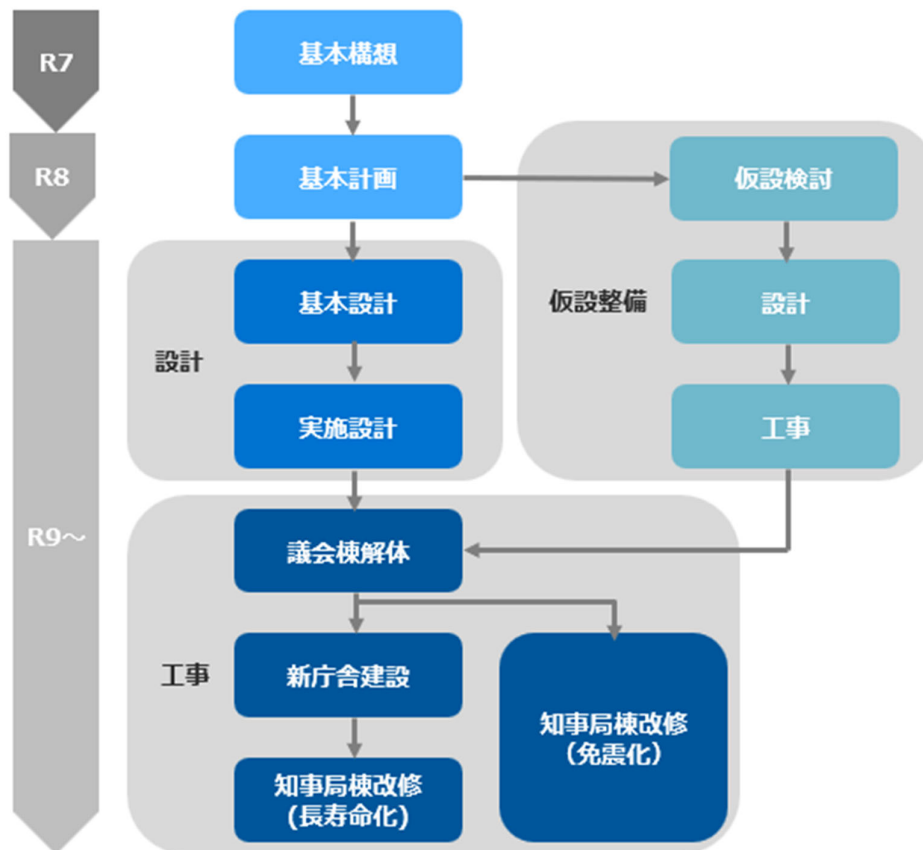 R7
基本構想
R8
基本計画
仮設検討
基本設計
仮設整備
設計
設計
実施設計
工事
R9~
議会棟解体
工事
新庁舎建設
知事局棟改修
(免震化)
知事局棟改修
(長寿命化)